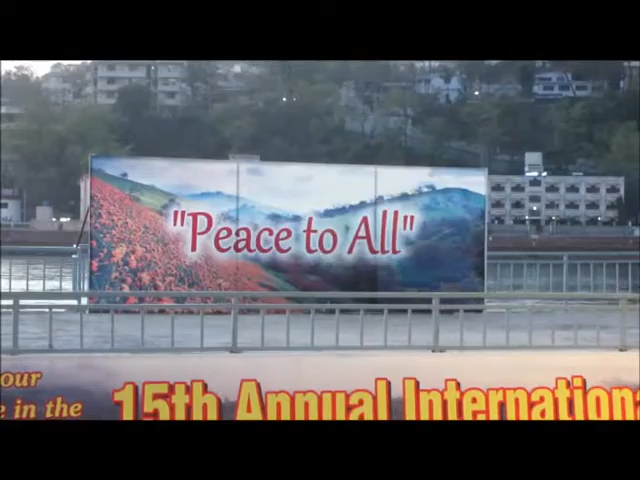 "Peace to All"
our
in the
15th Annual Internationa